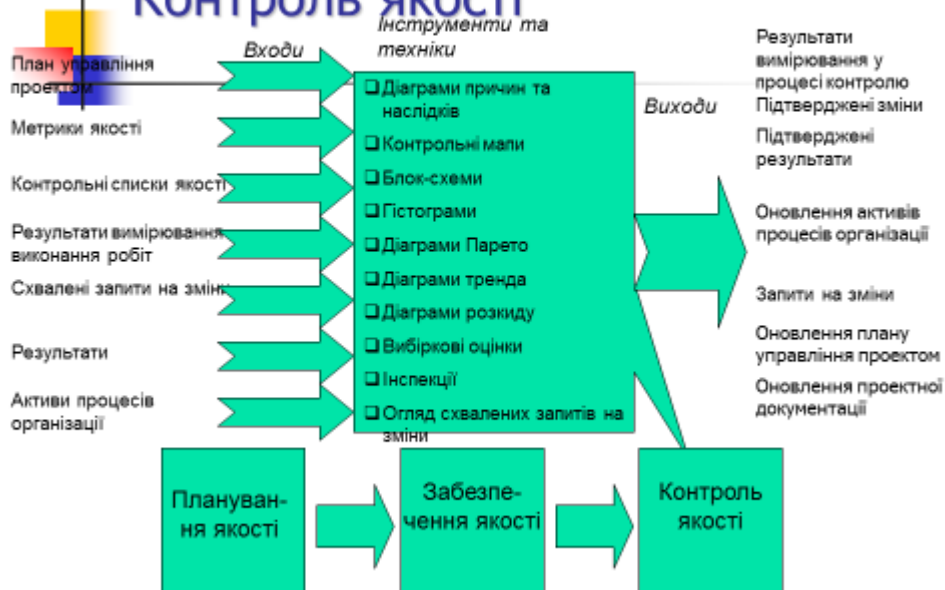 Контроль якості
Входи
План управління
проектом
Метрики якості
Контрольні списки якості
Результати вимірювання
виконання робіт
Схвалені запити на зміни
Результати
Активи процесів
організації
Інструменти та
техніки
Діаграми причин та
наслідків
Контрольні мапи
Блок-схеми
Гістограми
Діаграми Парето
Діаграми тренда
Діаграми розкиду
Вибіркові оцінки
Інспекції
Огляд схвалених запитів на
зміни
Виходи
Результати
вимірювання у
процесі контролю
Підтверджені зміни
Підтверджені
результати
Оновлення активів
процесів організації
Запити на зміни
Оновлення плану
управління проектом
Оновлення проектної
документації
Плануван-
ня якості
Забезпе-
чення якості
Контроль
якості